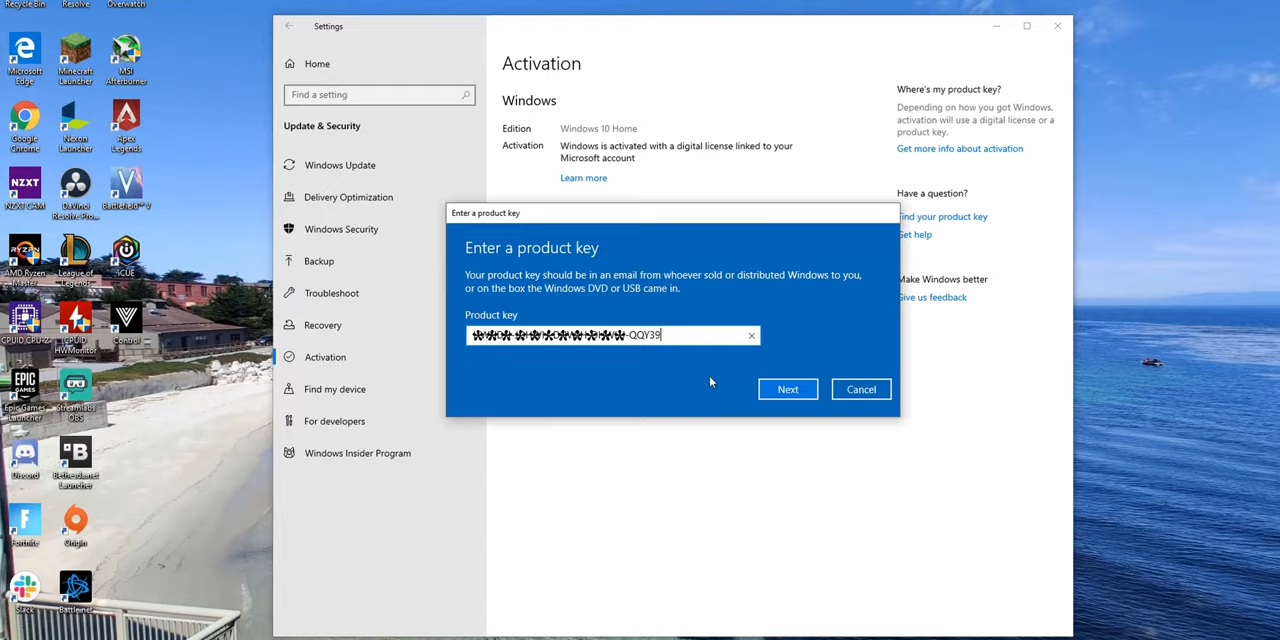 Recycle Bin
Resolve
Overwatch
Microsoft Edge
Minecraft Launcher
MSI Afterburner
Google Chrome
Nexon Launcher
Apex Legends
NZXT
NZXT CAM
DaVinci Resolve Pro...
Battlefield™ V
RYZEN
AMD Ryzen Master
League of Legends
iCUE
CPUID CPU-Z
CPUID HWMonitor
Control
EPIC GAMES
Epic Games Launcher
Streamlabs OBS
Discord
Bethesda.net Launcher
Fortnite
Origin
Slack
Battle.net
Settings
Home
Find a setting
Update & Security
Windows Update
Delivery Optimization
Windows Security
Backup
Troubleshoot
Recovery
Activation
Find my device
For developers
Windows Insider Program
Activation
Windows
Edition Windows 10 Home
Activation Windows is activated with a digital license linked to your
Microsoft account
Learn more
Where's my product key?
Depending on how you got Windows,
activation will use a digital license or a
product key.
Get more info about activation
Have a question?
Find your product key
Get help
Make Windows better
Give us feedback
Enter a product key
Enter a product key
Your product key should be in an email from whoever sold or distributed Windows to you,
or on the box the Windows DVD or USB came in.
Product key
-QQY39
Next
Cancel